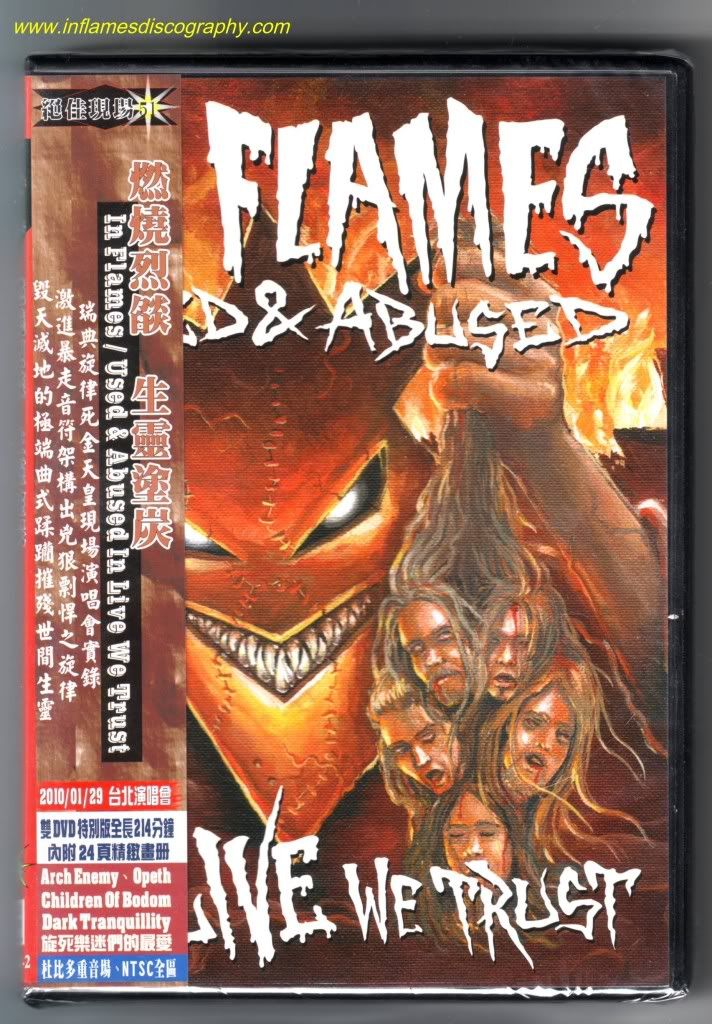 www.inflamesdiscography.com
絕佳現場51
燃燒烈燄 生靈塗炭
In Flames / Used & Abused In Live We Trust
瑞典旋律死金天皇現場演唱會實錄
激進暴走音符架構出兇狠剽悍之旋律
毀天滅地的極端曲式蹂躪摧殘世間生靈
2010/01/29 台北演唱會
雙DVD特別版全長214分鐘
內附24頁精緻畫冊
Arch Enemy、Opeth
Children Of Bodom
Dark Tranquillity
旋死樂迷們的最愛
杜比多重音場、NTSC全區
FLAMES
ED & ABUSED
LIVE WE TRUST
-2